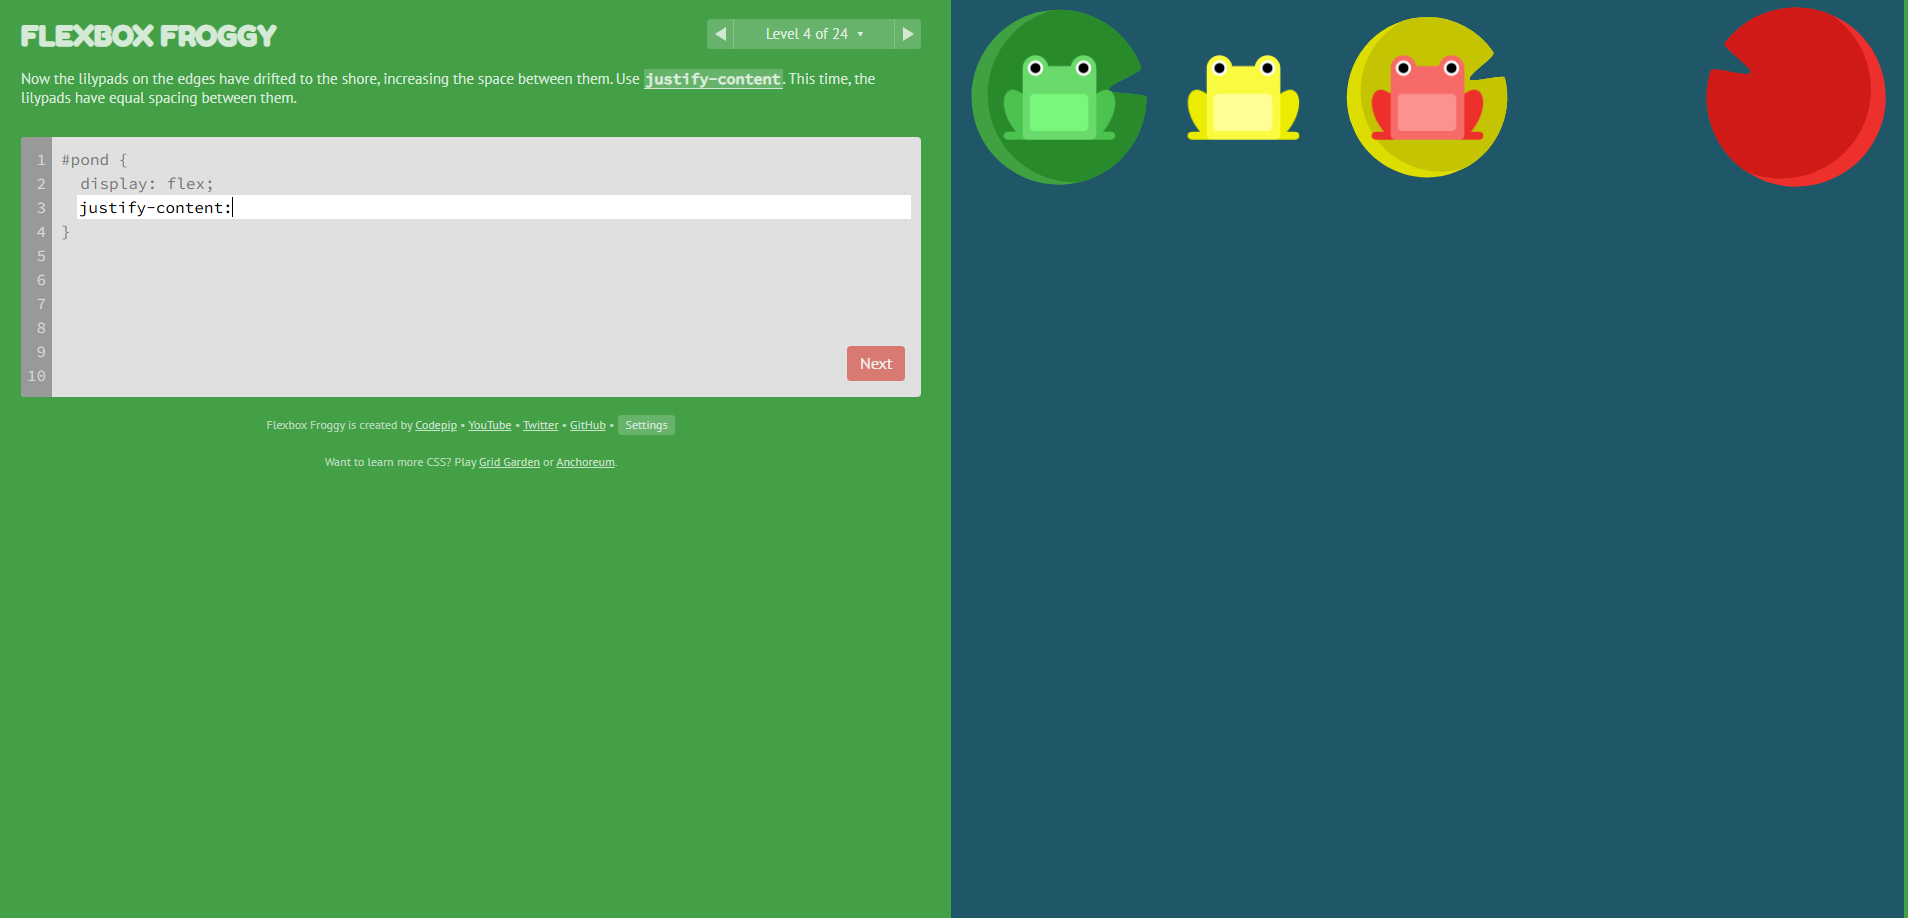 FLEXBOX FROGGY
Level 4 of 24
Now the lilypads on the edges have drifted to the shore, increasing the space between them. Use justify-content. This time, the
lilypads have equal spacing between them.
1 #pond {
2 display: flex;
3 justify-content:
4 }
5
6
7
8
9
10
Next
Flexbox Froggy is created by Codepip • YouTube • Twitter • GitHub • Settings
Want to learn more CSS? Play Grid Garden or Anchoreum.